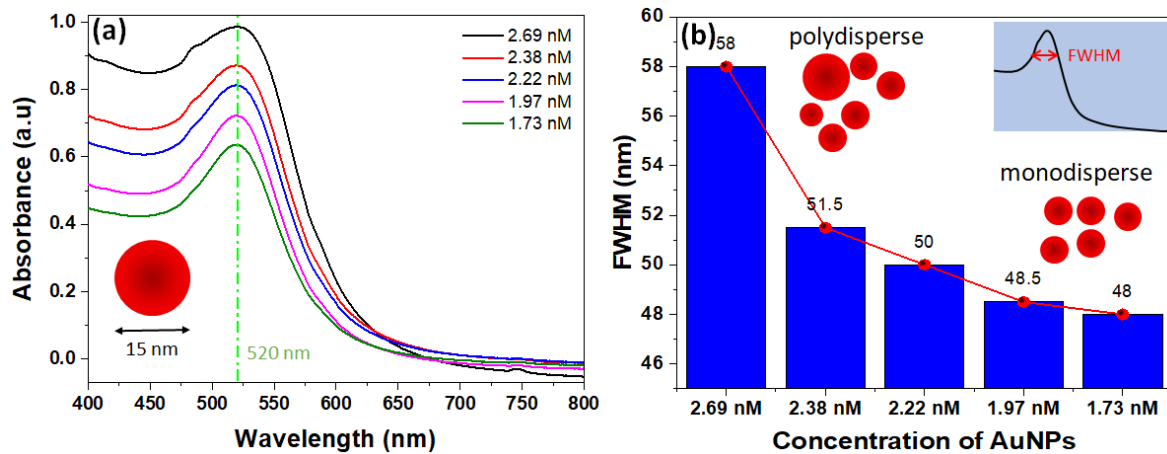 (a)
1.0
0.8
0.6
0.4
0.2
0.0
Absorbance (a.u)
2.69 nM
2.38 nM
2.22 nM
1.97 nM
1.73 nM
15 nm
520 nm
400 450 500 550 600 650 700 750 800
Wavelength (nm)
(b)
60
58
56
54
52
50
48
46
FWHM (nm)
58
polydisperse
FWHM
monodisperse
51.5
50
48.5
48
2.69 nM 2.38 nM 2.22 nM 1.97 nM 1.73 nM
Concentration of AuNPs